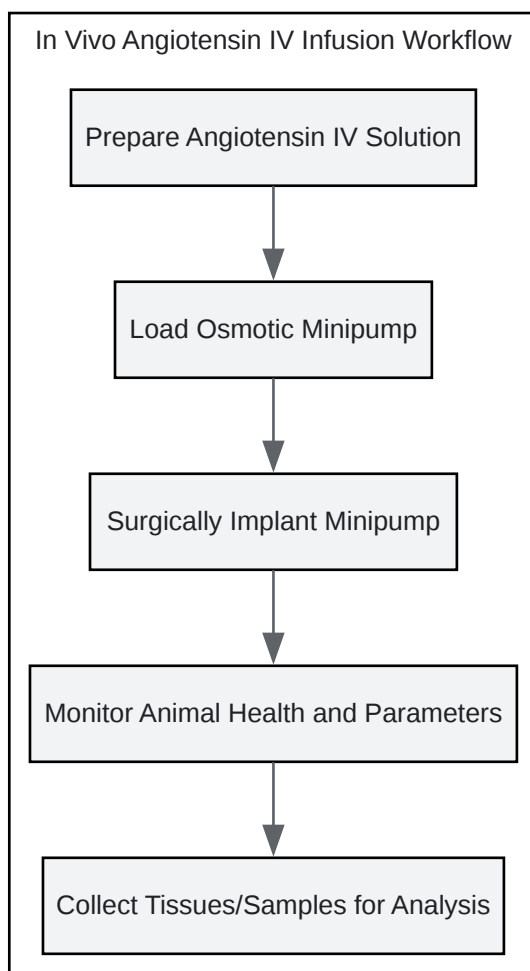 In Vivo Angiotensin IV Infusion Workflow
Prepare Angiotensin IV Solution
Load Osmotic Minipump
Surgically Implant Minipump
Monitor Animal Health and Parameters
Collect Tissues/Samples for Analysis